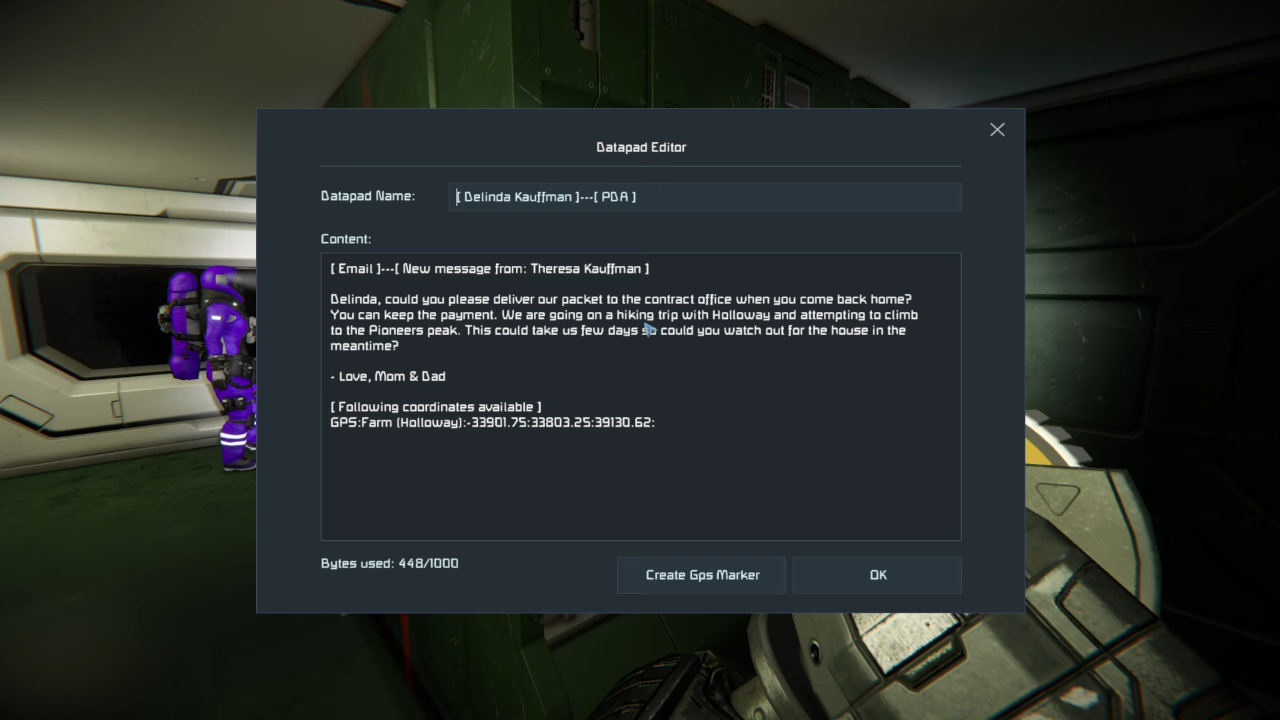 Datapad Editor
Datapad Name:
[ Delinda Kauffman ]---[ PDA ]
Content:
[ Email ]---[ New message from: Theresa Kauffman ]
Delinda, could you please deliver our packet to the contract office when you come back home?
You can keep the payment. We are going on a hiking trip with Holloway and attempting to climb
to the Pioneers peak. This could take us few days so could you watch out for the house in the
meantime?
- Love, Mom & Dad
[ Following coordinates available ]
GPS:Farm (Holloway):-33901.75:33803.25:39130.62:
Bytes used: 448/1000
Create Gps Marker
OK